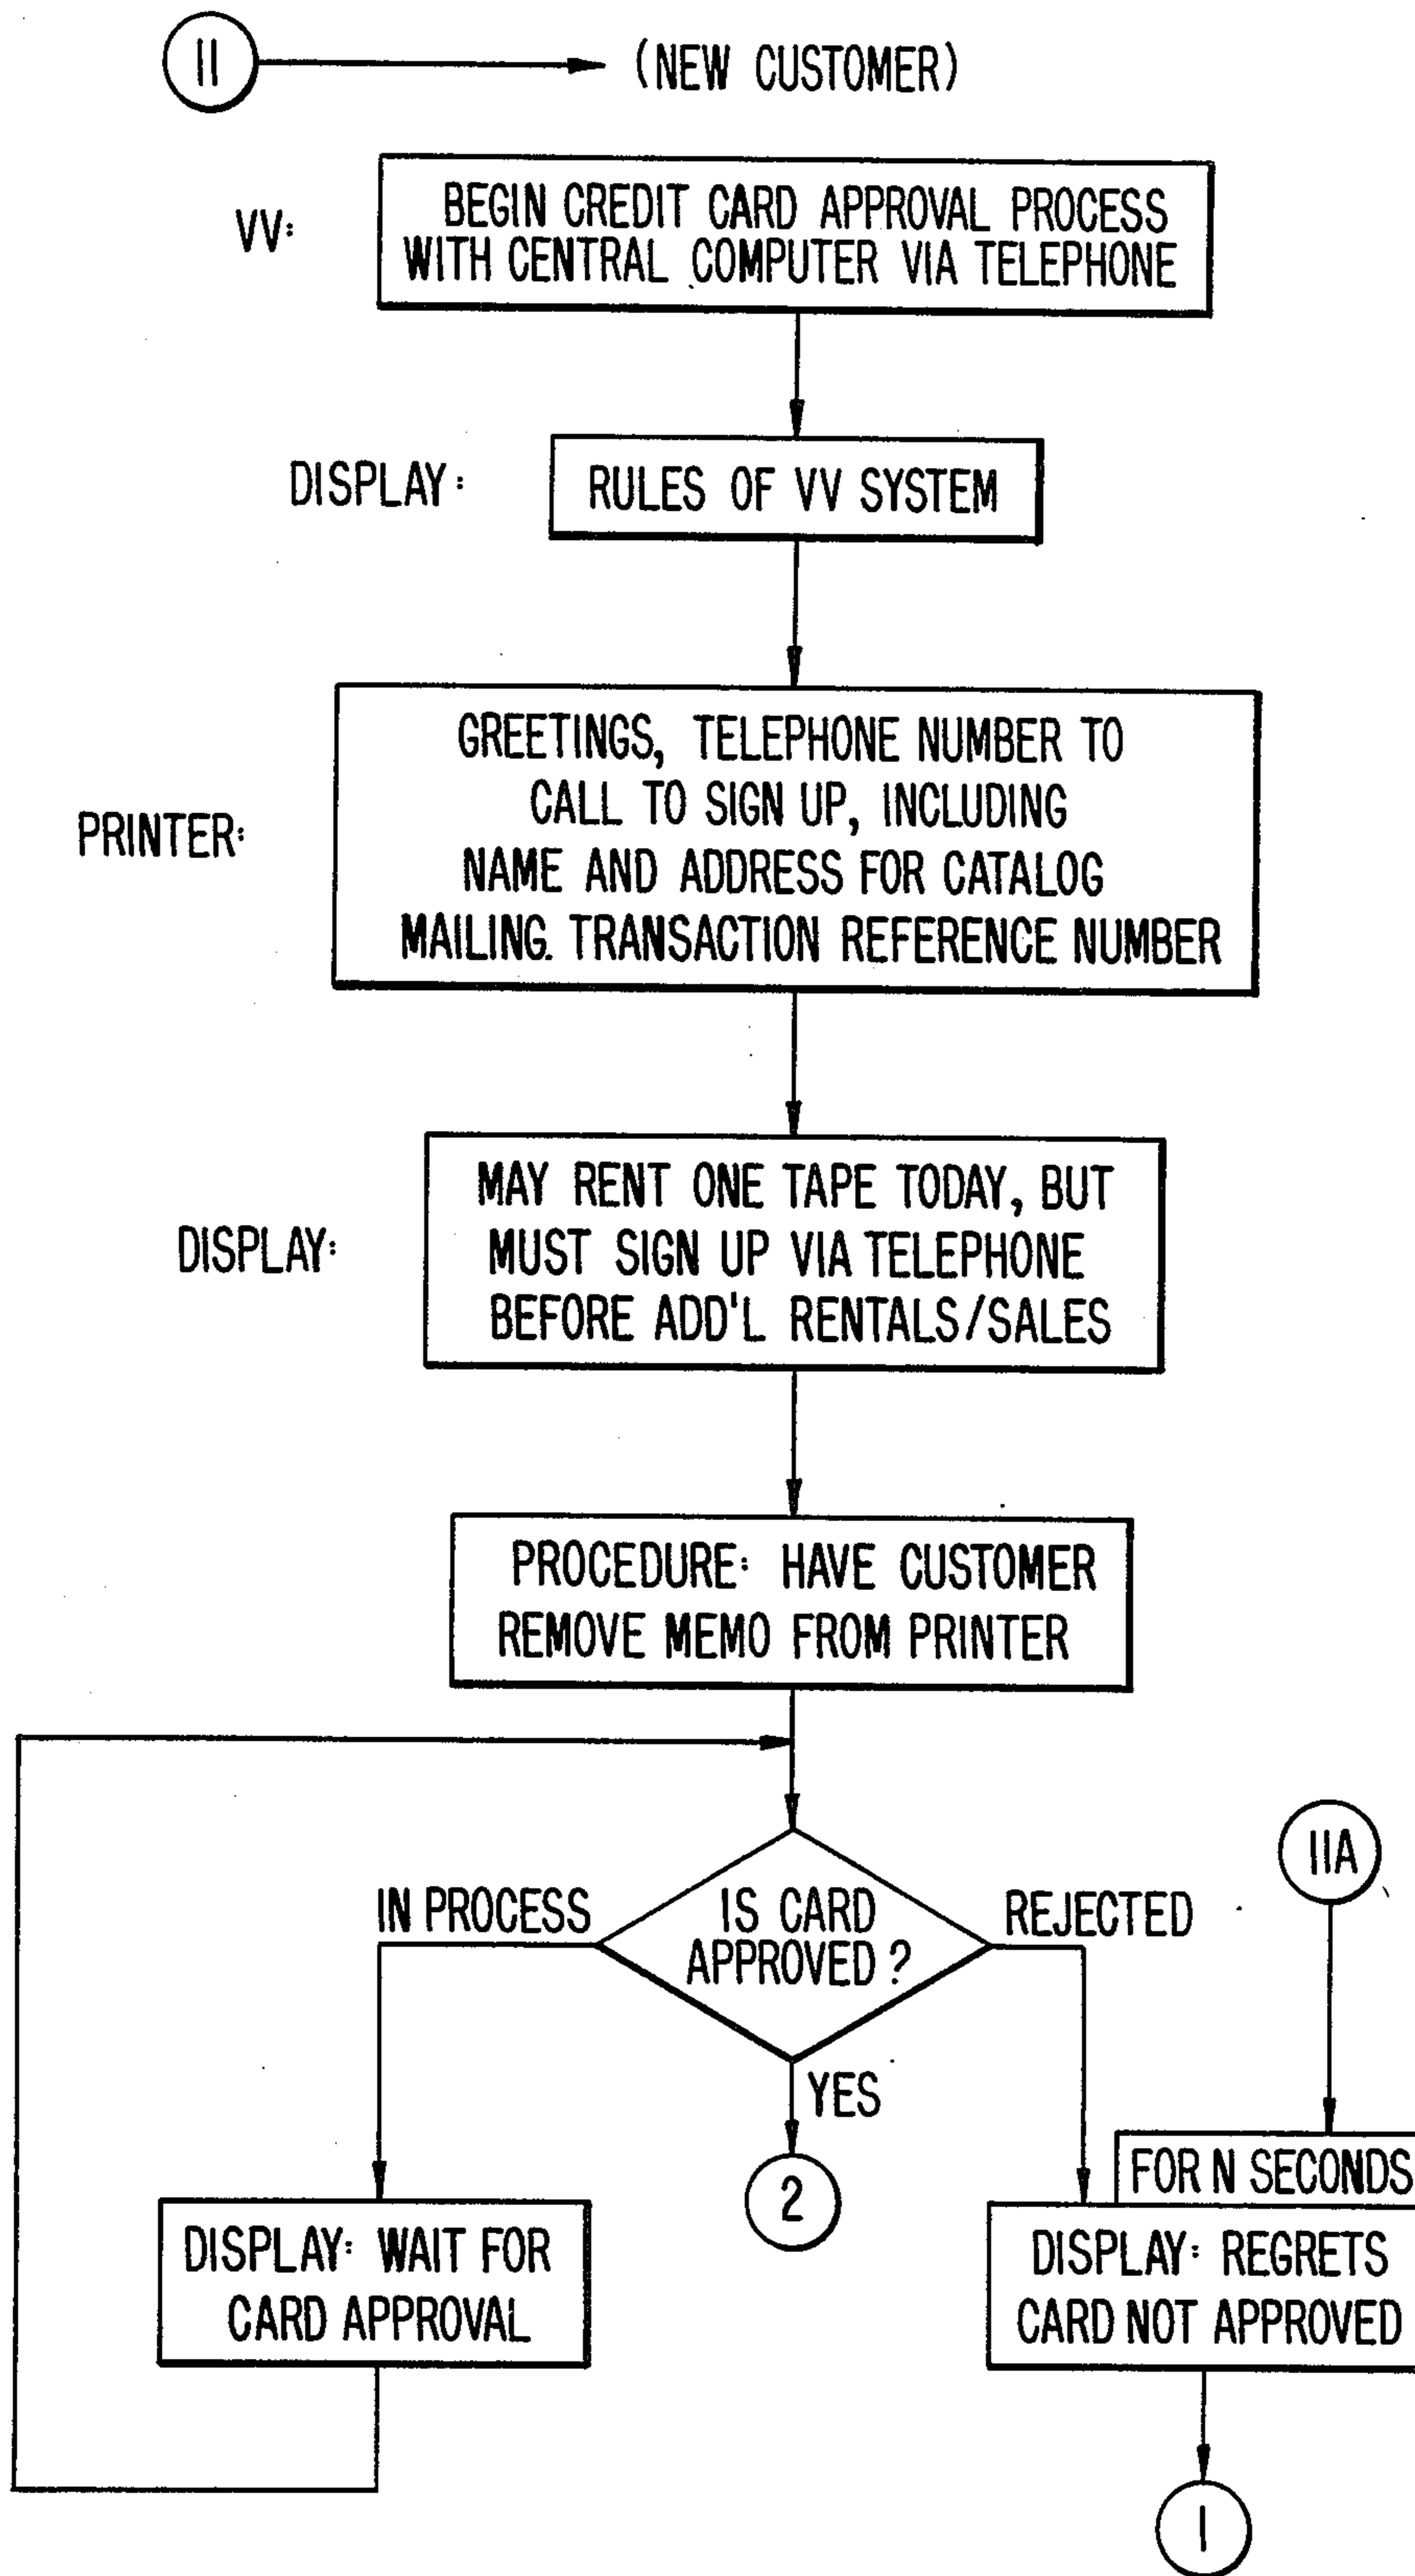 11
(NEW CUSTOMER)
VV:
BEGIN CREDIT CARD APPROVAL PROCESS
WITH CENTRAL COMPUTER VIA TELEPHONE
DISPLAY:
RULES OF VV SYSTEM
PRINTER:
GREETINGS, TELEPHONE NUMBER TO
CALL TO SIGN UP, INCLUDING
NAME AND ADDRESS FOR CATALOG
MAILING. TRANSACTION REFERENCE NUMBER
DISPLAY:
MAY RENT ONE TAPE TODAY, BUT
MUST SIGN UP VIA TELEPHONE
BEFORE ADD'L RENTALS/SALES
PROCEDURE: HAVE CUSTOMER
REMOVE MEMO FROM PRINTER
IN PROCESS
IS CARD
APPROVED?
REJECTED
11A
YES
2
FOR N SECONDS
DISPLAY: WAIT FOR
CARD APPROVAL
DISPLAY: REGRETS
CARD NOT APPROVED
1